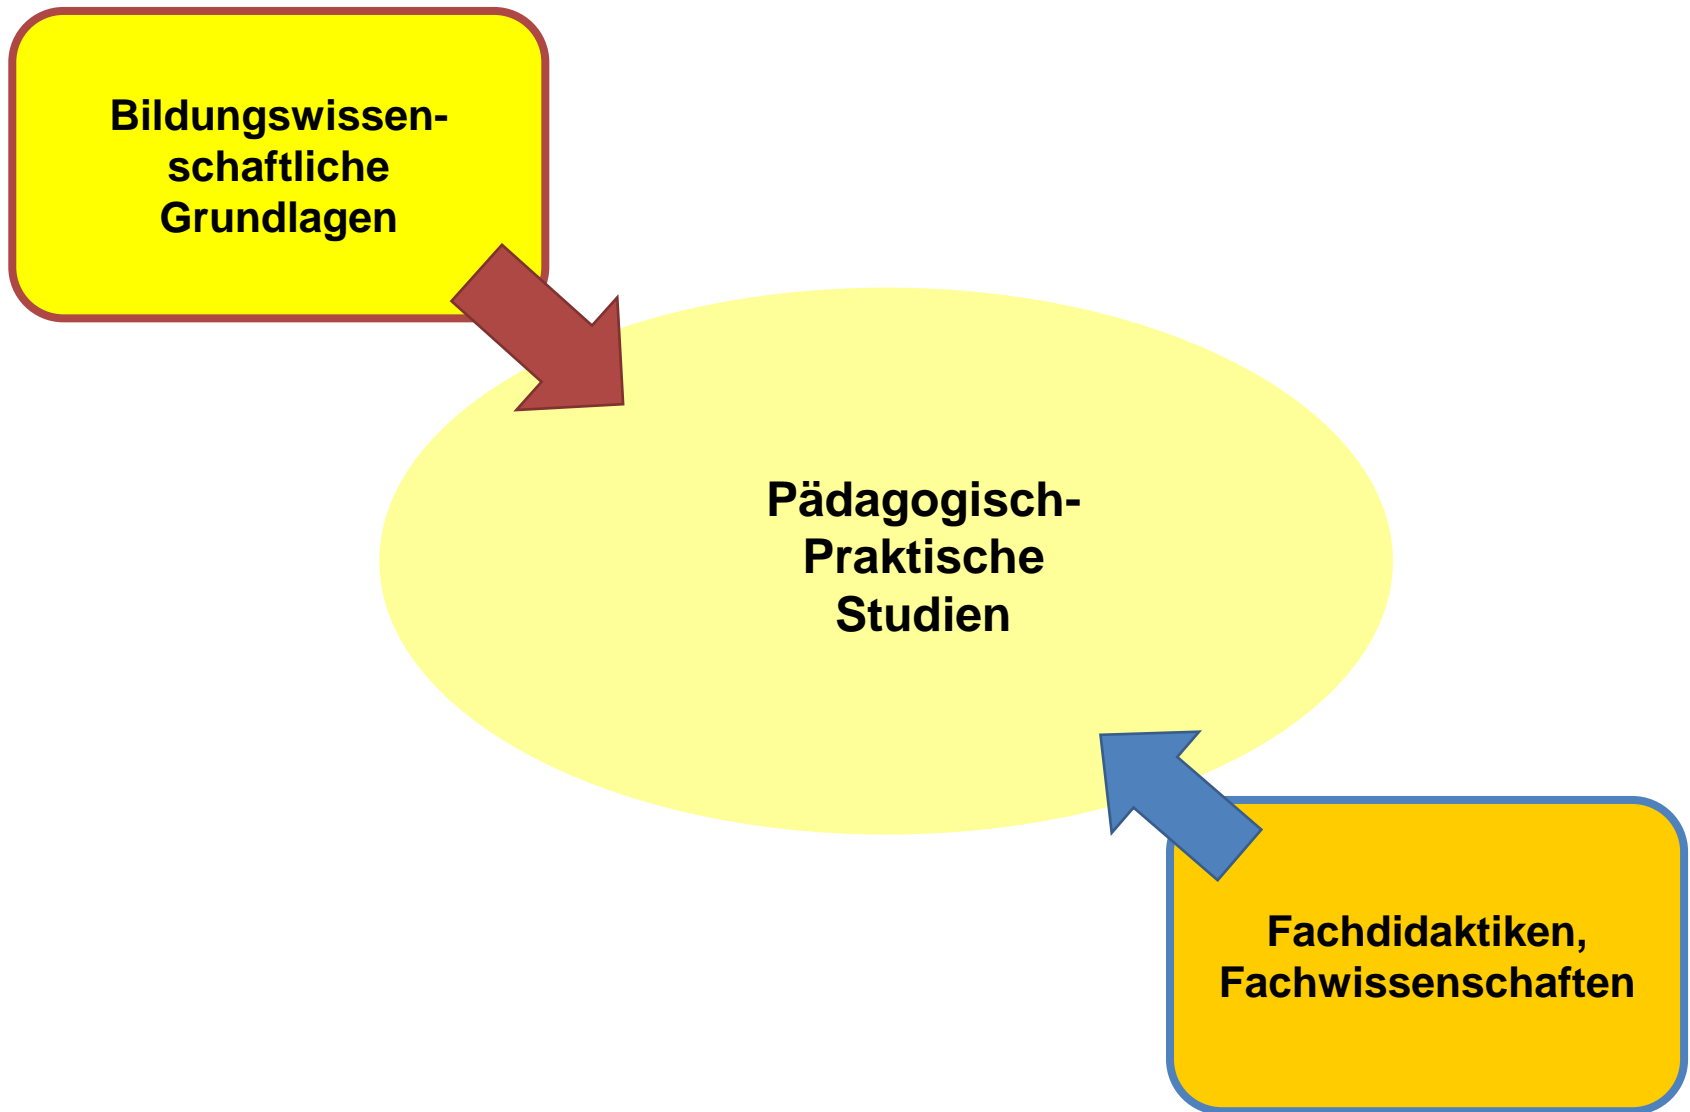 Bildungswissen-
schaftliche
Grundlagen
Pädagogisch-
Praktische
Studien
Fachdidaktiken,
Fachwissenschaften